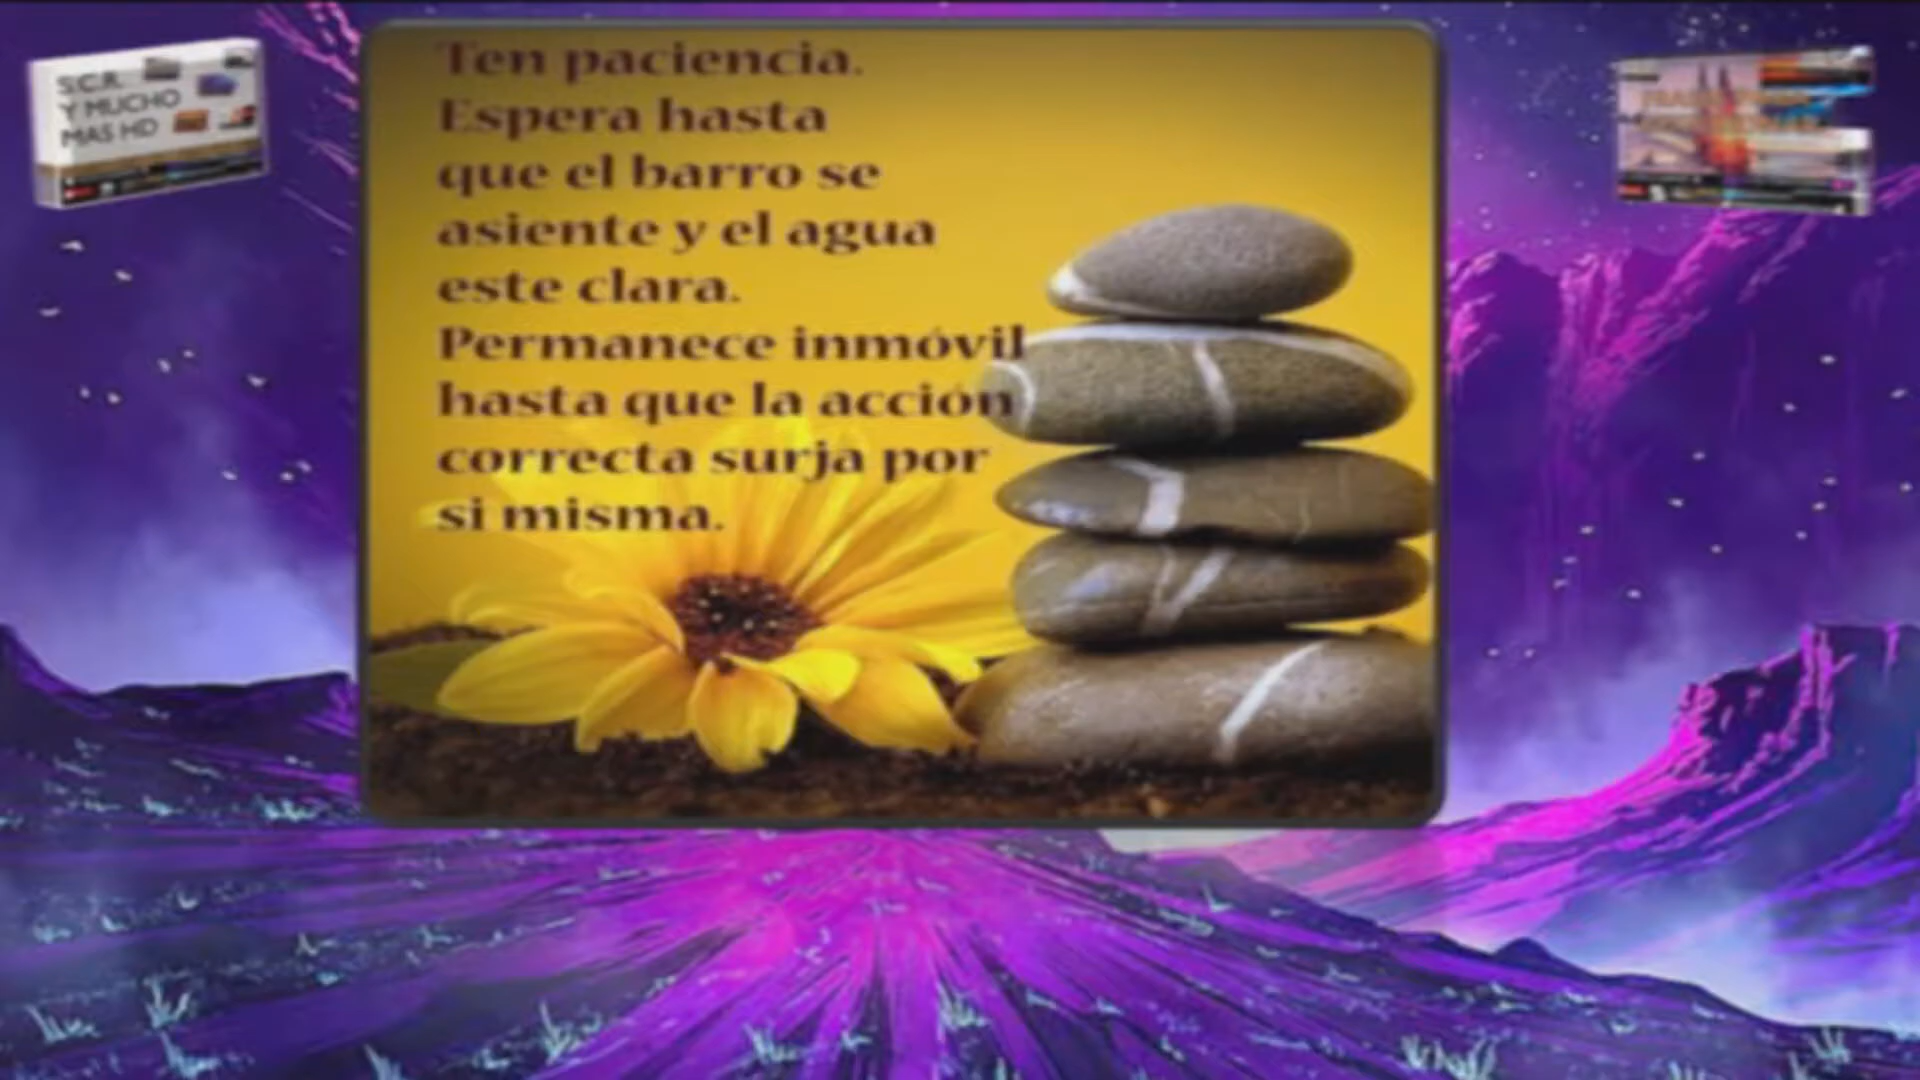 S.C.R.
Y MUCHO
MAS HD
Ten paciencia.
Espera hasta
que el barro se
asiente y el agua
este clara.
Permanece inmóvil
hasta que la acción
correcta surja por
si misma.